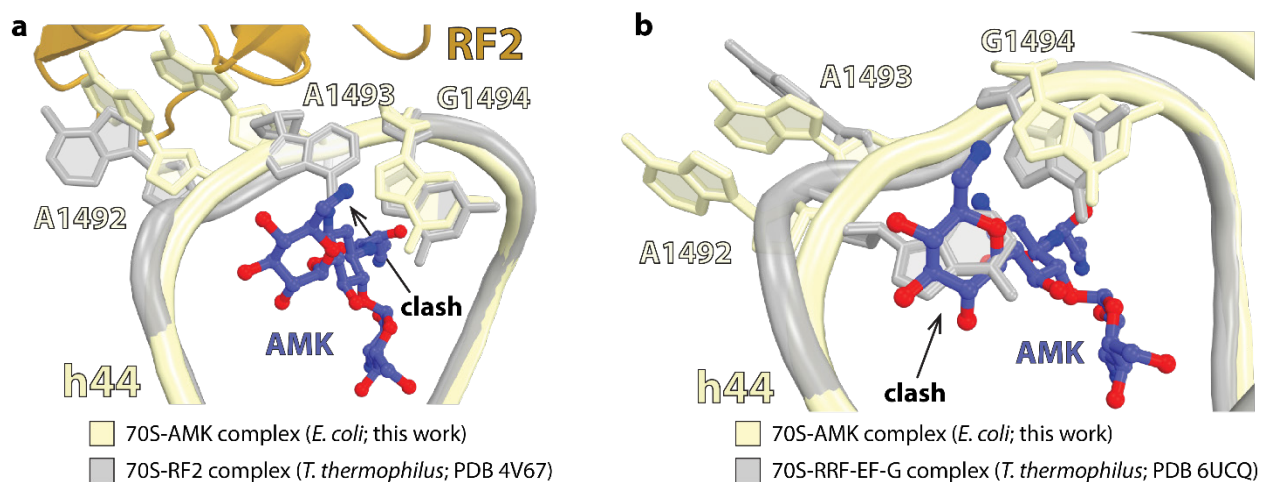 a
RF2
A1493
G1494
A1492
clash
AMK
h44
70S-AMK complex (E. coli; this work)
70S-RF2 complex (T. thermophilus; PDB 4V67)
b
G1494
A1493
A1492
clash
AMK
h44
70S-AMK complex (E. coli; this work)
70S-RRF-EF-G complex (T. thermophilus; PDB 6UCQ)